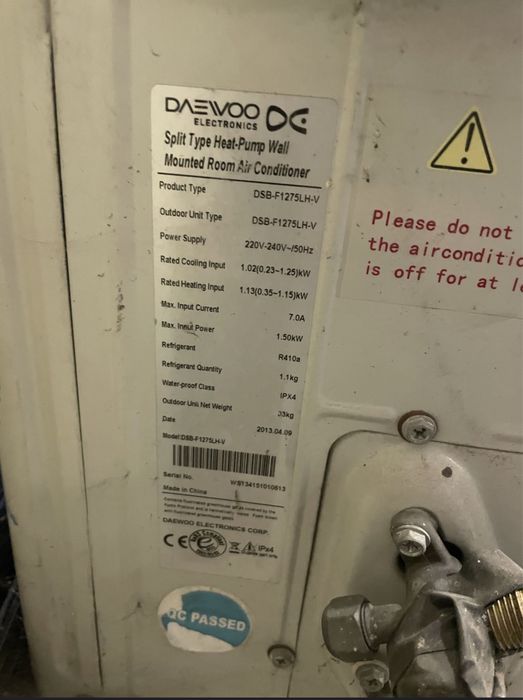 DAEWOO
ELECTRONICS
Split Type Heat-Pump Wall
Mounted Room Air Conditioner
Product Type DSB-F1275LH-V
Outdoor Unit Type DSB-F1275LH-V
Power Supply 220V-240V~/50Hz
Rated Cooling Input 1.02(0.23~1.25)kW
Rated Heating Input 1.13(0.35~1.15)kW
Max. Input Current 7.0A
Max. Input Power 1.50kW
Refrigerant R410a
Refrigerant Quantity 1.1kg
Water-proof Class IPX4
Outdoor Unit Net Weight 33kg
Date 2013.04.09
Model:DSB-F1275LH-V
Serial No. WS134151010613
Made in China
DAEWOO ELECTRONICS CORP.
CE
IPx4
QC PASSED
Please do not
the airconditio
is off for at le